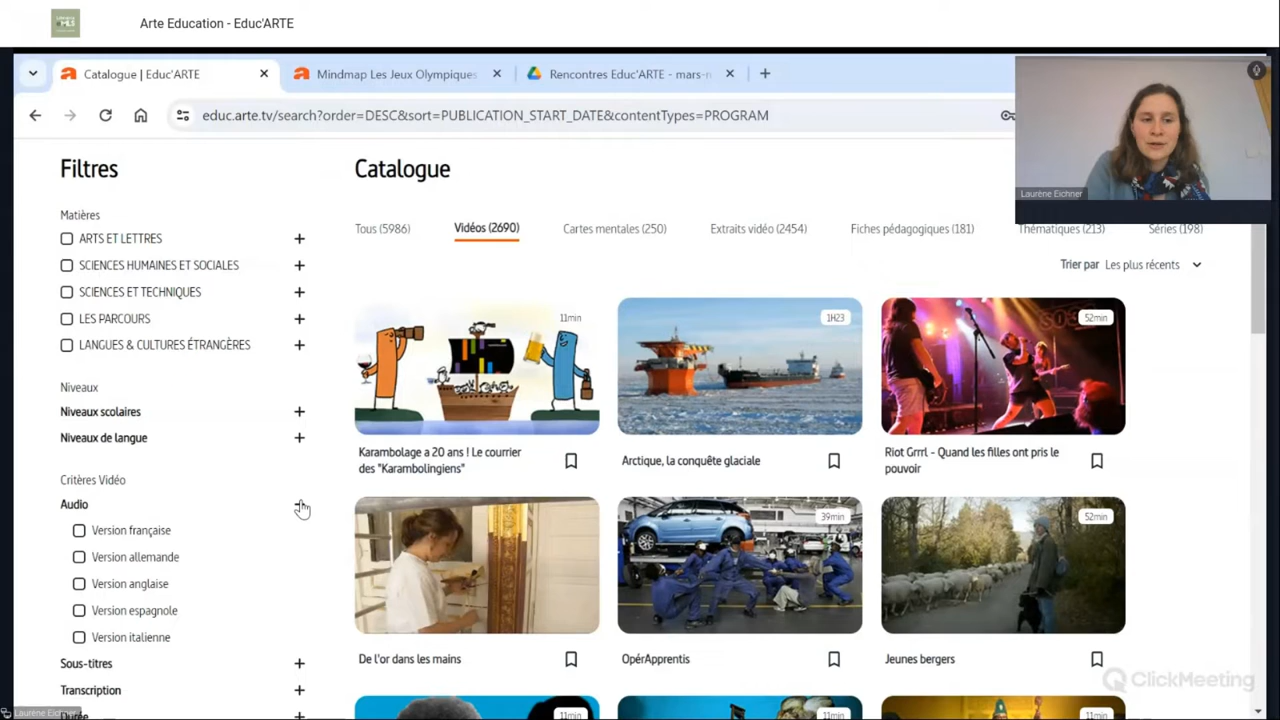 Arte Education - Educ'ARTE
Catalogue | Educ'ARTE
Mindmap Les Jeux Olympiques
Rencontres Educ'ARTE - mars-
educ.arte.tv/search?order=DESC&sort=PUBLICATION_START_DATE&contentTypes=PROGRAM
Laurène Eichner
Filtres
Matières
ARTS ET LETTRES
SCIENCES HUMAINES ET SOCIALES
SCIENCES ET TECHNIQUES
LES PARCOURS
LANGUES & CULTURES ÉTRANGÈRES
Niveaux
Niveaux scolaires
Niveaux de langue
Critères Vidéo
Audio
Version française
Version allemande
Version anglaise
Version espagnole
Version italienne
Sous-titres
Transcription
Durée
Catalogue
Tous (5986)
Vidéos (2690)
Cartes mentales (250)
Extraits vidéo (2454)
Fiches pédagogiques (181)
Thématiques (213)
Séries (198)
Trier par Les plus récents
11min
1H23
52min
Karambolage a 20 ans ! Le courrier
des "Karambolingiens"
Arctique, la conquête glaciale
Riot Grrrl - Quand les filles ont pris le
pouvoir
39min
52min
De l'or dans les mains
OpérApprentis
Jeunes bergers
11min
11min
11min
ClickMeeting
Laurène Eichner